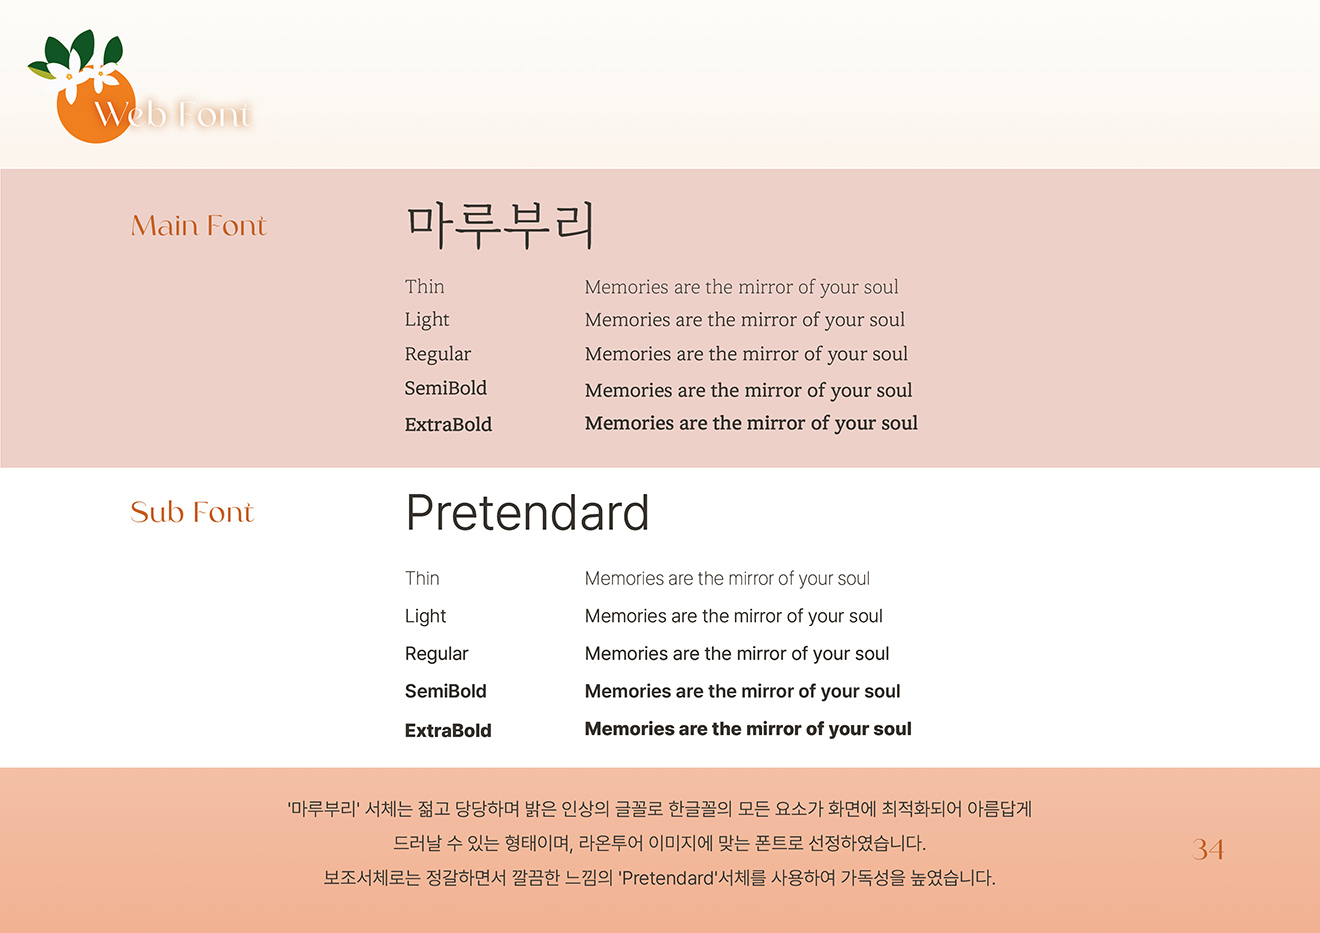 Web Font
Main Font
마루부리
Thin Memories are the mirror of your soul
Light Memories are the mirror of your soul
Regular Memories are the mirror of your soul
SemiBold Memories are the mirror of your soul
ExtraBold Memories are the mirror of your soul
Sub Font
Pretendard
Thin Memories are the mirror of your soul
Light Memories are the mirror of your soul
Regular Memories are the mirror of your soul
SemiBold Memories are the mirror of your soul
ExtraBold Memories are the mirror of your soul
'마루부리' 서체는 젊고 당당하며 밝은 인상의 글꼴로 한글꼴의 모든 요소가 화면에 최적화되어 아름답게
드러날 수 있는 형태이며, 라온투어 이미지에 맞는 폰트로 선정하였습니다.
보조서체로는 정갈하면서 깔끔한 느낌의 'Pretendard'서체를 사용하여 가독성을 높였습니다.
34